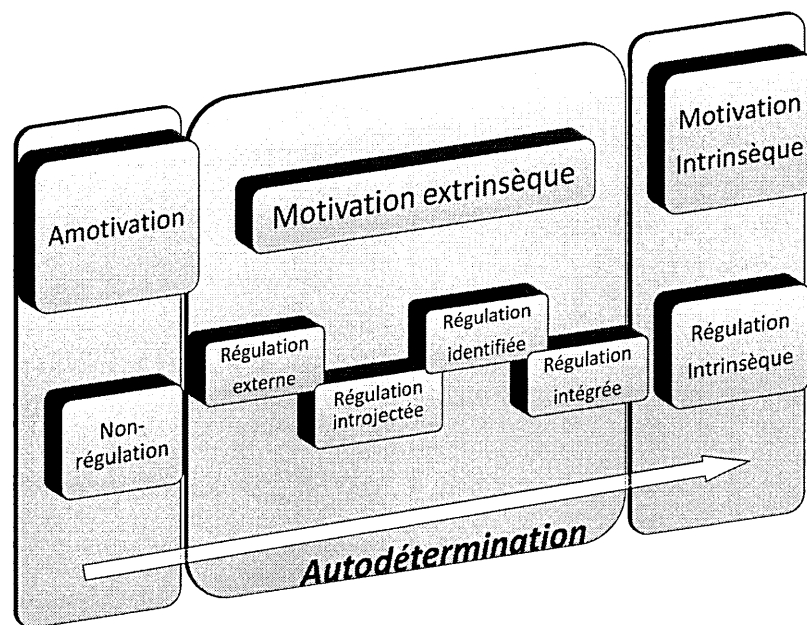 Amotivation
Motivation extrinsèque
Motivation
Intrinsèque
Non-
régulation
Régulation
externe
Régulation
introjectée
Régulation
identifiée
Régulation
intégrée
Régulation
Intrinsèque
Autodétermination